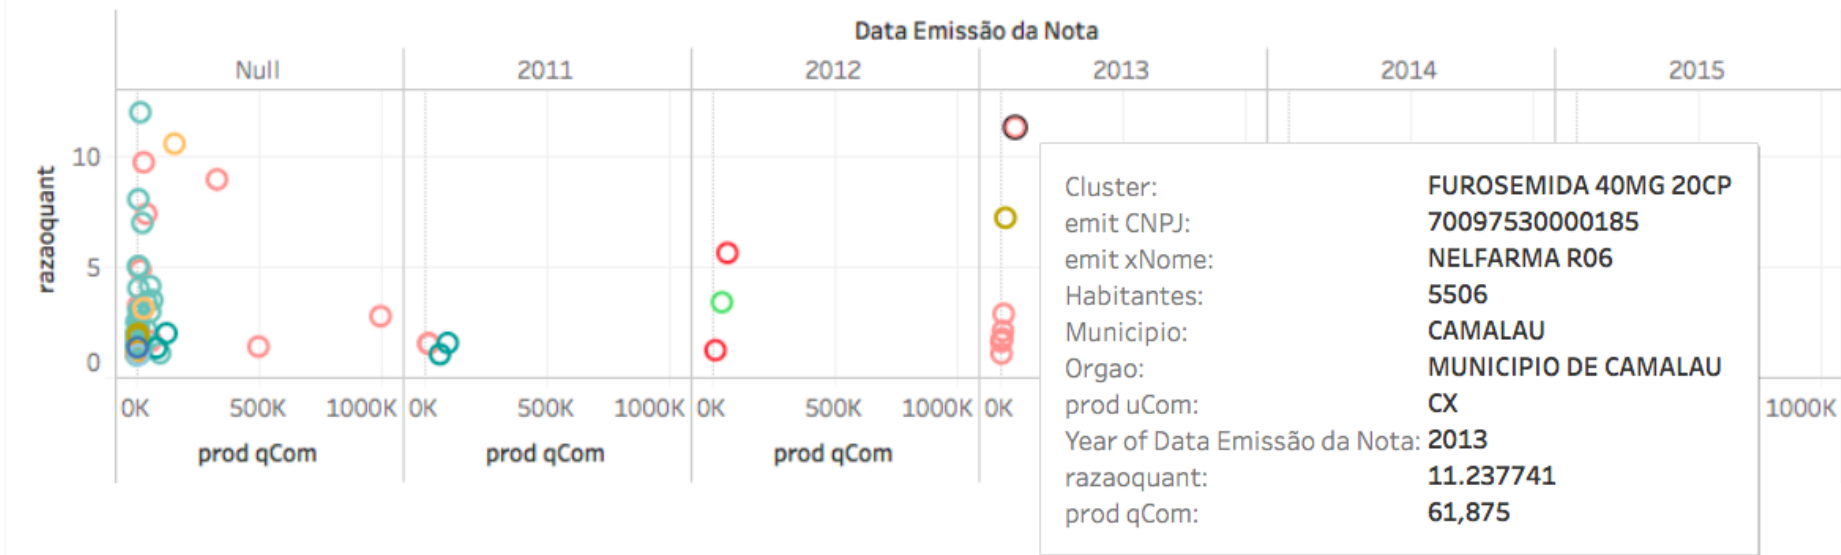 Data Emissão da Nota
Null 2011 2012 2013 2014 2015
razaoquant
10
5
0
0K 500K 1000K 0K 500K 1000K 0K 500K 1000K 0K 1000K
prod qCom prod qCom prod qCom
Cluster: FUROSEMIDA 40MG 20CP
emit CNPJ: 70097530000185
emit xNome: NELFARMA R06
Habitantes: 5506
Municipio: CAMALAU
Orgao: MUNICIPIO DE CAMALAU
prod uCom: CX
Year of Data Emissão da Nota: 2013
razaoquant: 11.237741
prod qCom: 61,875